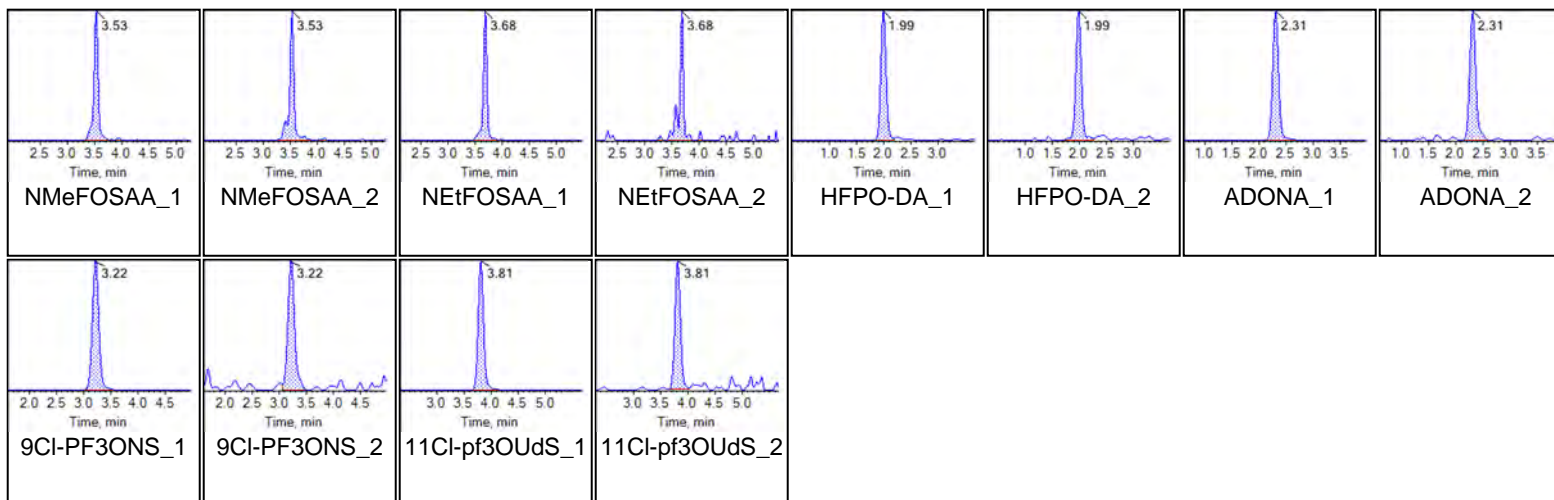 3.53 3.53 3.68 3.68 1.99 1.99 2.31 2.31
2.5 3.0 3.5 4.0 4.5 5.0 2.5 3.0 3.5 4.0 4.5 5.0 2.5 3.0 3.5 4.0 4.5 5.0 2.5 3.0 3.5 4.0 4.5 5.0 1.0 1.5 2.0 2.5 3.0 1.0 1.5 2.0 2.5 3.0 1.0 1.5 2.0 2.5 3.0 3.5 1.0 1.5 2.0 2.5 3.0 3.5
Time, min Time, min Time, min Time, min Time, min Time, min Time, min Time, min
NMeFOSAA_1 NMeFOSAA_2 NEtFOSAA_1 NEtFOSAA_2 HFPO-DA_1 HFPO-DA_2 ADONA_1 ADONA_2
3.22 3.22 3.81 3.81
2.0 2.5 3.0 3.5 4.0 4.5 2.0 2.5 3.0 3.5 4.0 4.5 3.0 3.5 4.0 4.5 5.0 3.0 3.5 4.0 4.5 5.0
Time, min Time, min Time, min Time, min
9Cl-PF3ONS_1 9Cl-PF3ONS_2 11Cl-pf3OUdS_1 11Cl-pf3OUdS_2